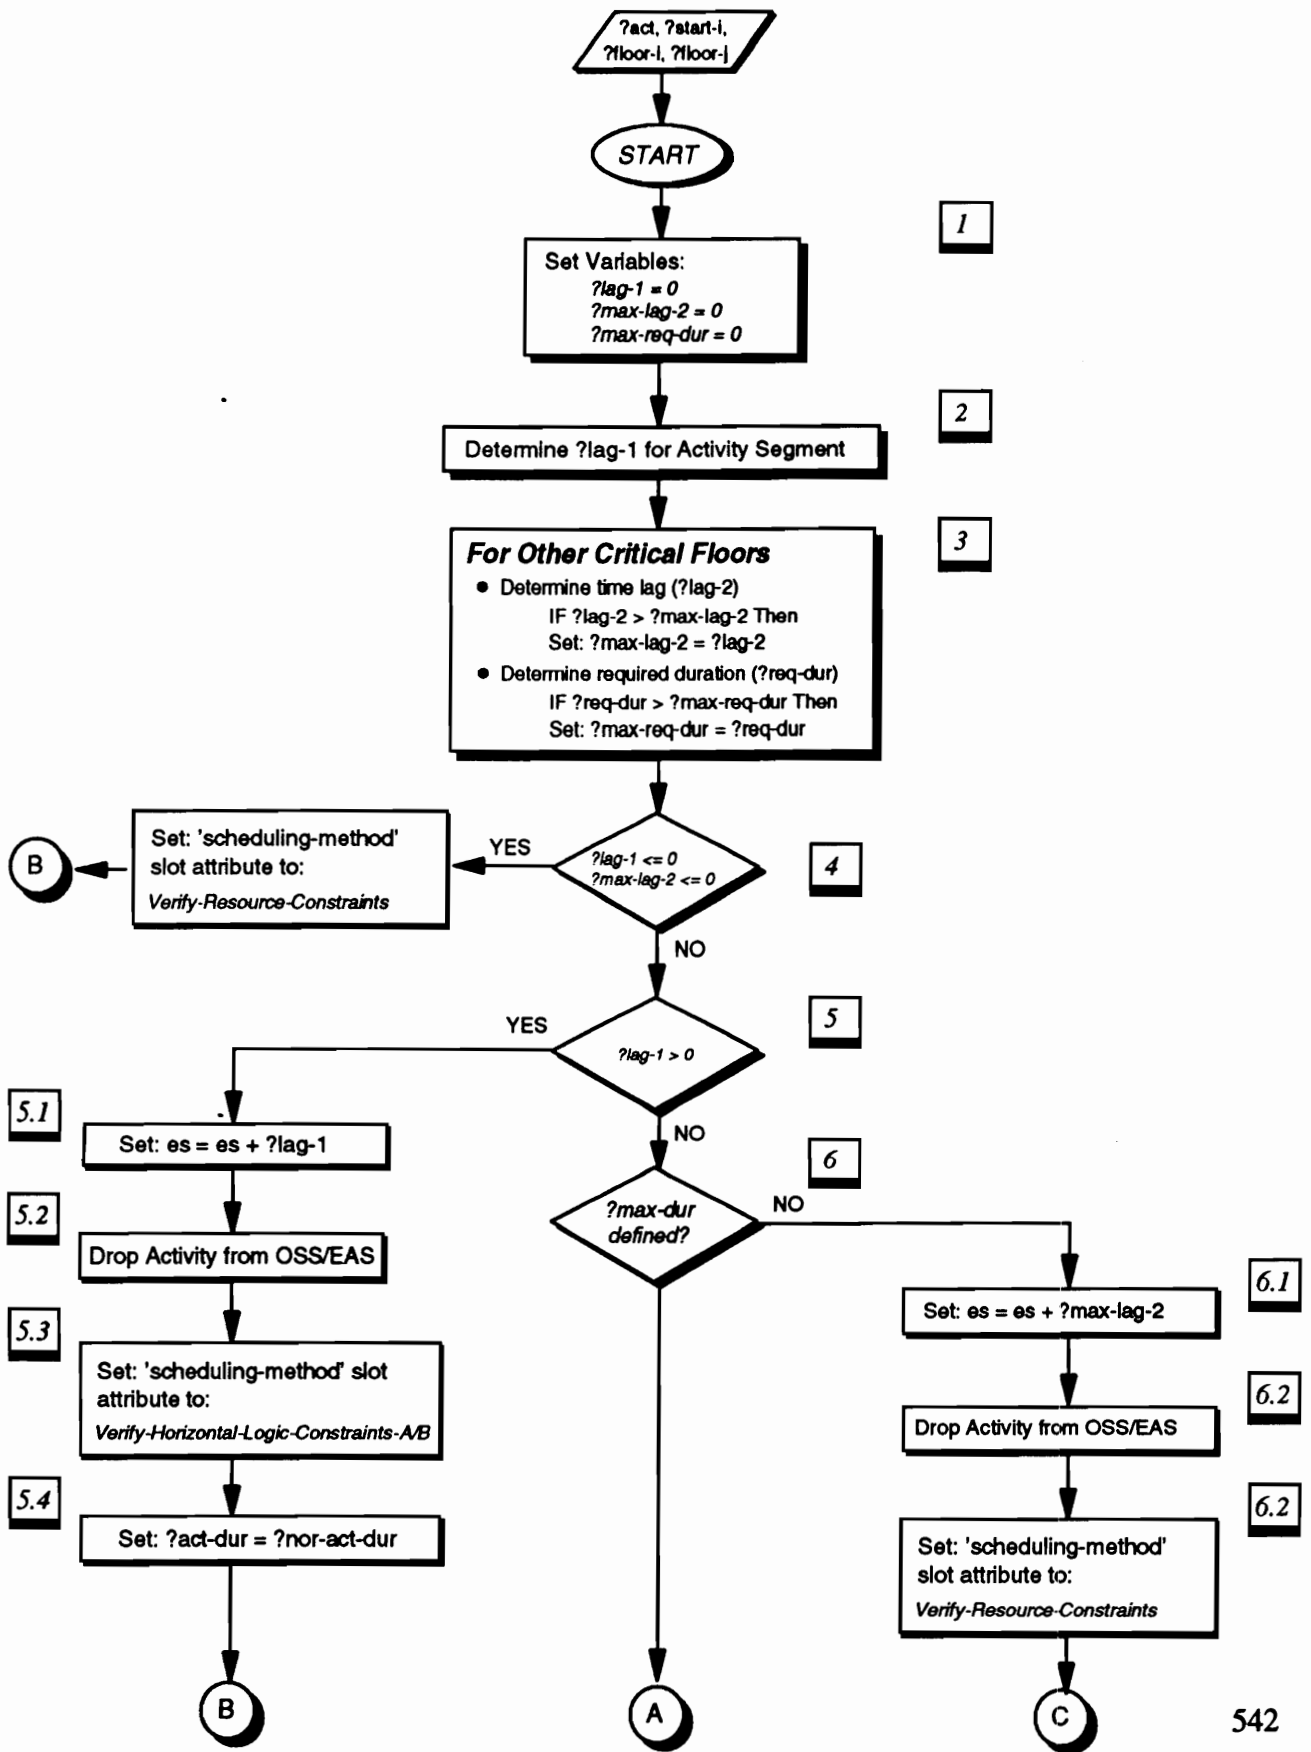 ?act, ?start-i,
?floor-i, ?floor-j
START
1
Set Variables:
?lag-1 = 0
?max-lag-2 = 0
?max-req-dur = 0
2
Determine ?lag-1 for Activity Segment
3
For Other Critical Floors
• Determine time lag (?lag-2)
IF ?lag-2 > ?max-lag-2 Then
Set: ?max-lag-2 = ?lag-2
• Determine required duration (?req-dur)
IF ?req-dur > ?max-req-dur Then
Set: ?max-req-dur = ?req-dur
4
?lag-1 <= 0
?max-lag-2 <= 0
YES
Set: 'scheduling-method'
slot attribute to:
Verify-Resource-Constraints
B
NO
5
?lag-1 > 0
YES
5.1
Set: es = es + ?lag-1
5.2
Drop Activity from OSS/EAS
5.3
Set: 'scheduling-method' slot
attribute to:
Verify-Horizontal-Logic-Constraints-A/B
5.4
Set: ?act-dur = ?nor-act-dur
B
NO
6
?max-dur
defined?
A
NO
6.1
Set: es = es + ?max-lag-2
6.2
Drop Activity from OSS/EAS
6.2
Set: 'scheduling-method'
slot attribute to:
Verify-Resource-Constraints
C
542